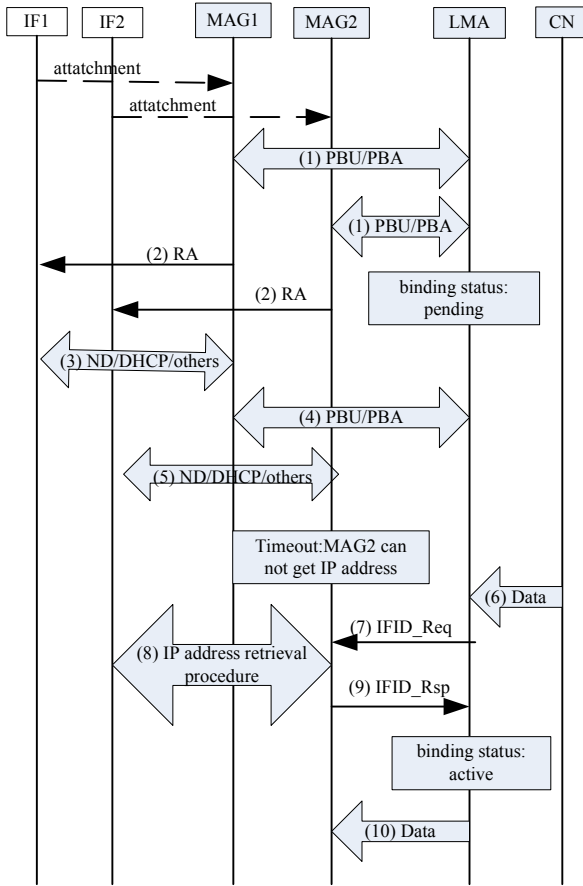 IF1
IF2
MAG1
MAG2
LMA
CN
attatchment
attatchment
(1) PBU/PBA
(1) PBU/PBA
(2) RA
binding status:
pending
(2) RA
(3) ND/DHCP/others
(4) PBU/PBA
(5) ND/DHCP/others
Timeout:MAG2 can
not get IP address
(6) Data
(7) IFID_Req
(8) IP address retrieval
procedure
(9) IFID_Rsp
binding status:
active
(10) Data